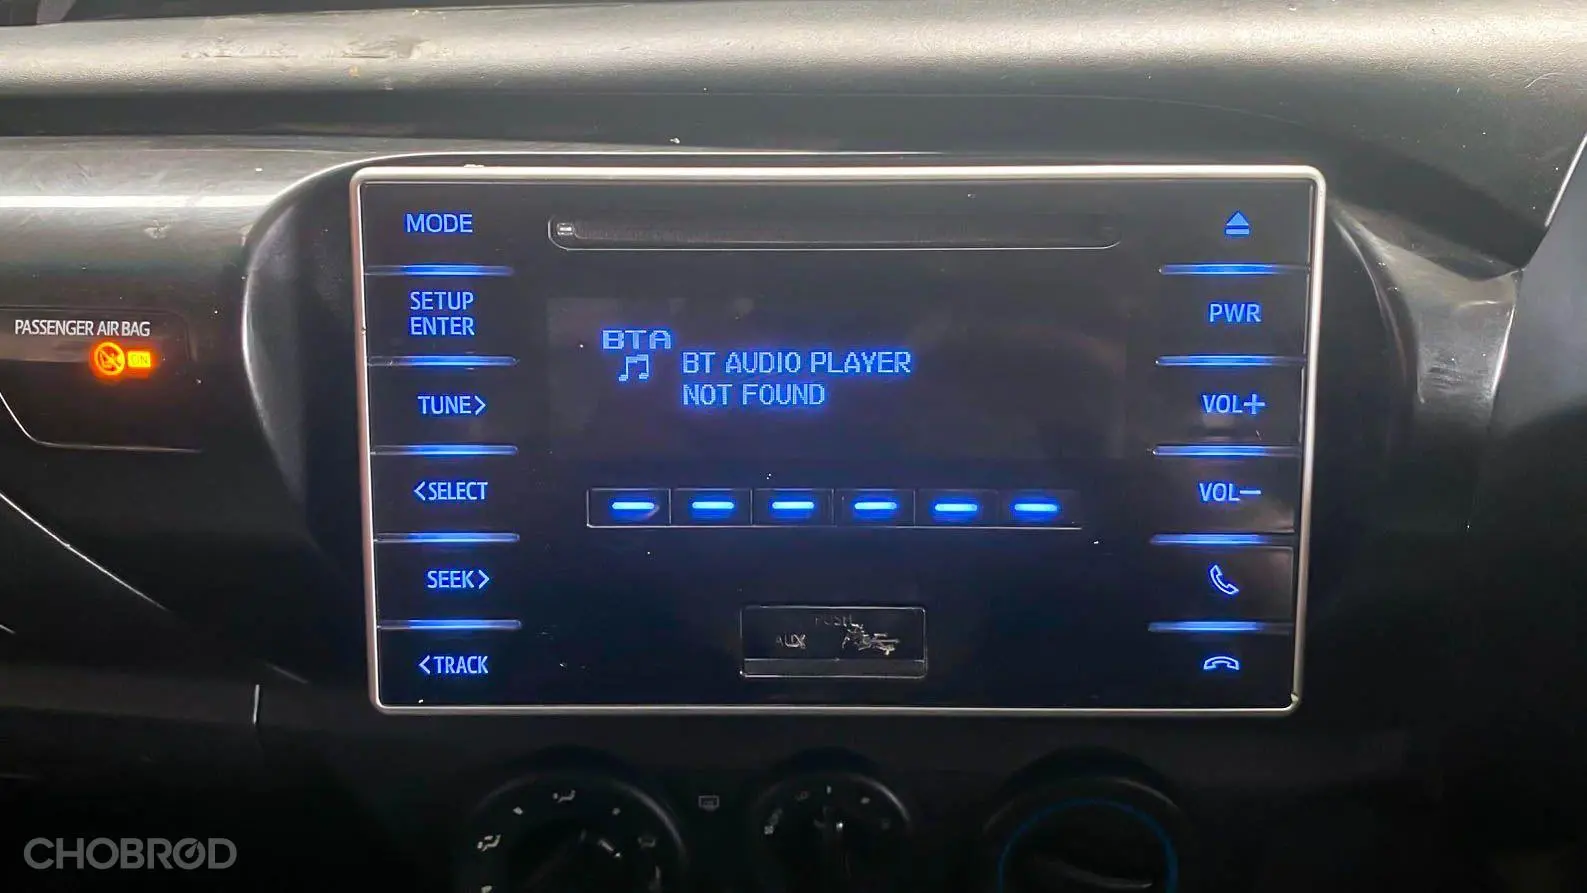 MODE
SETUP
ENTER
TUNE>
<SELECT
SEEK>
<TRACK
BTA
BT AUDIO PLAYER
NOT FOUND
PWR
VOL+
VOL−
PUSH
AUX
PASSENGER AIR BAG
ON
CHOBROD